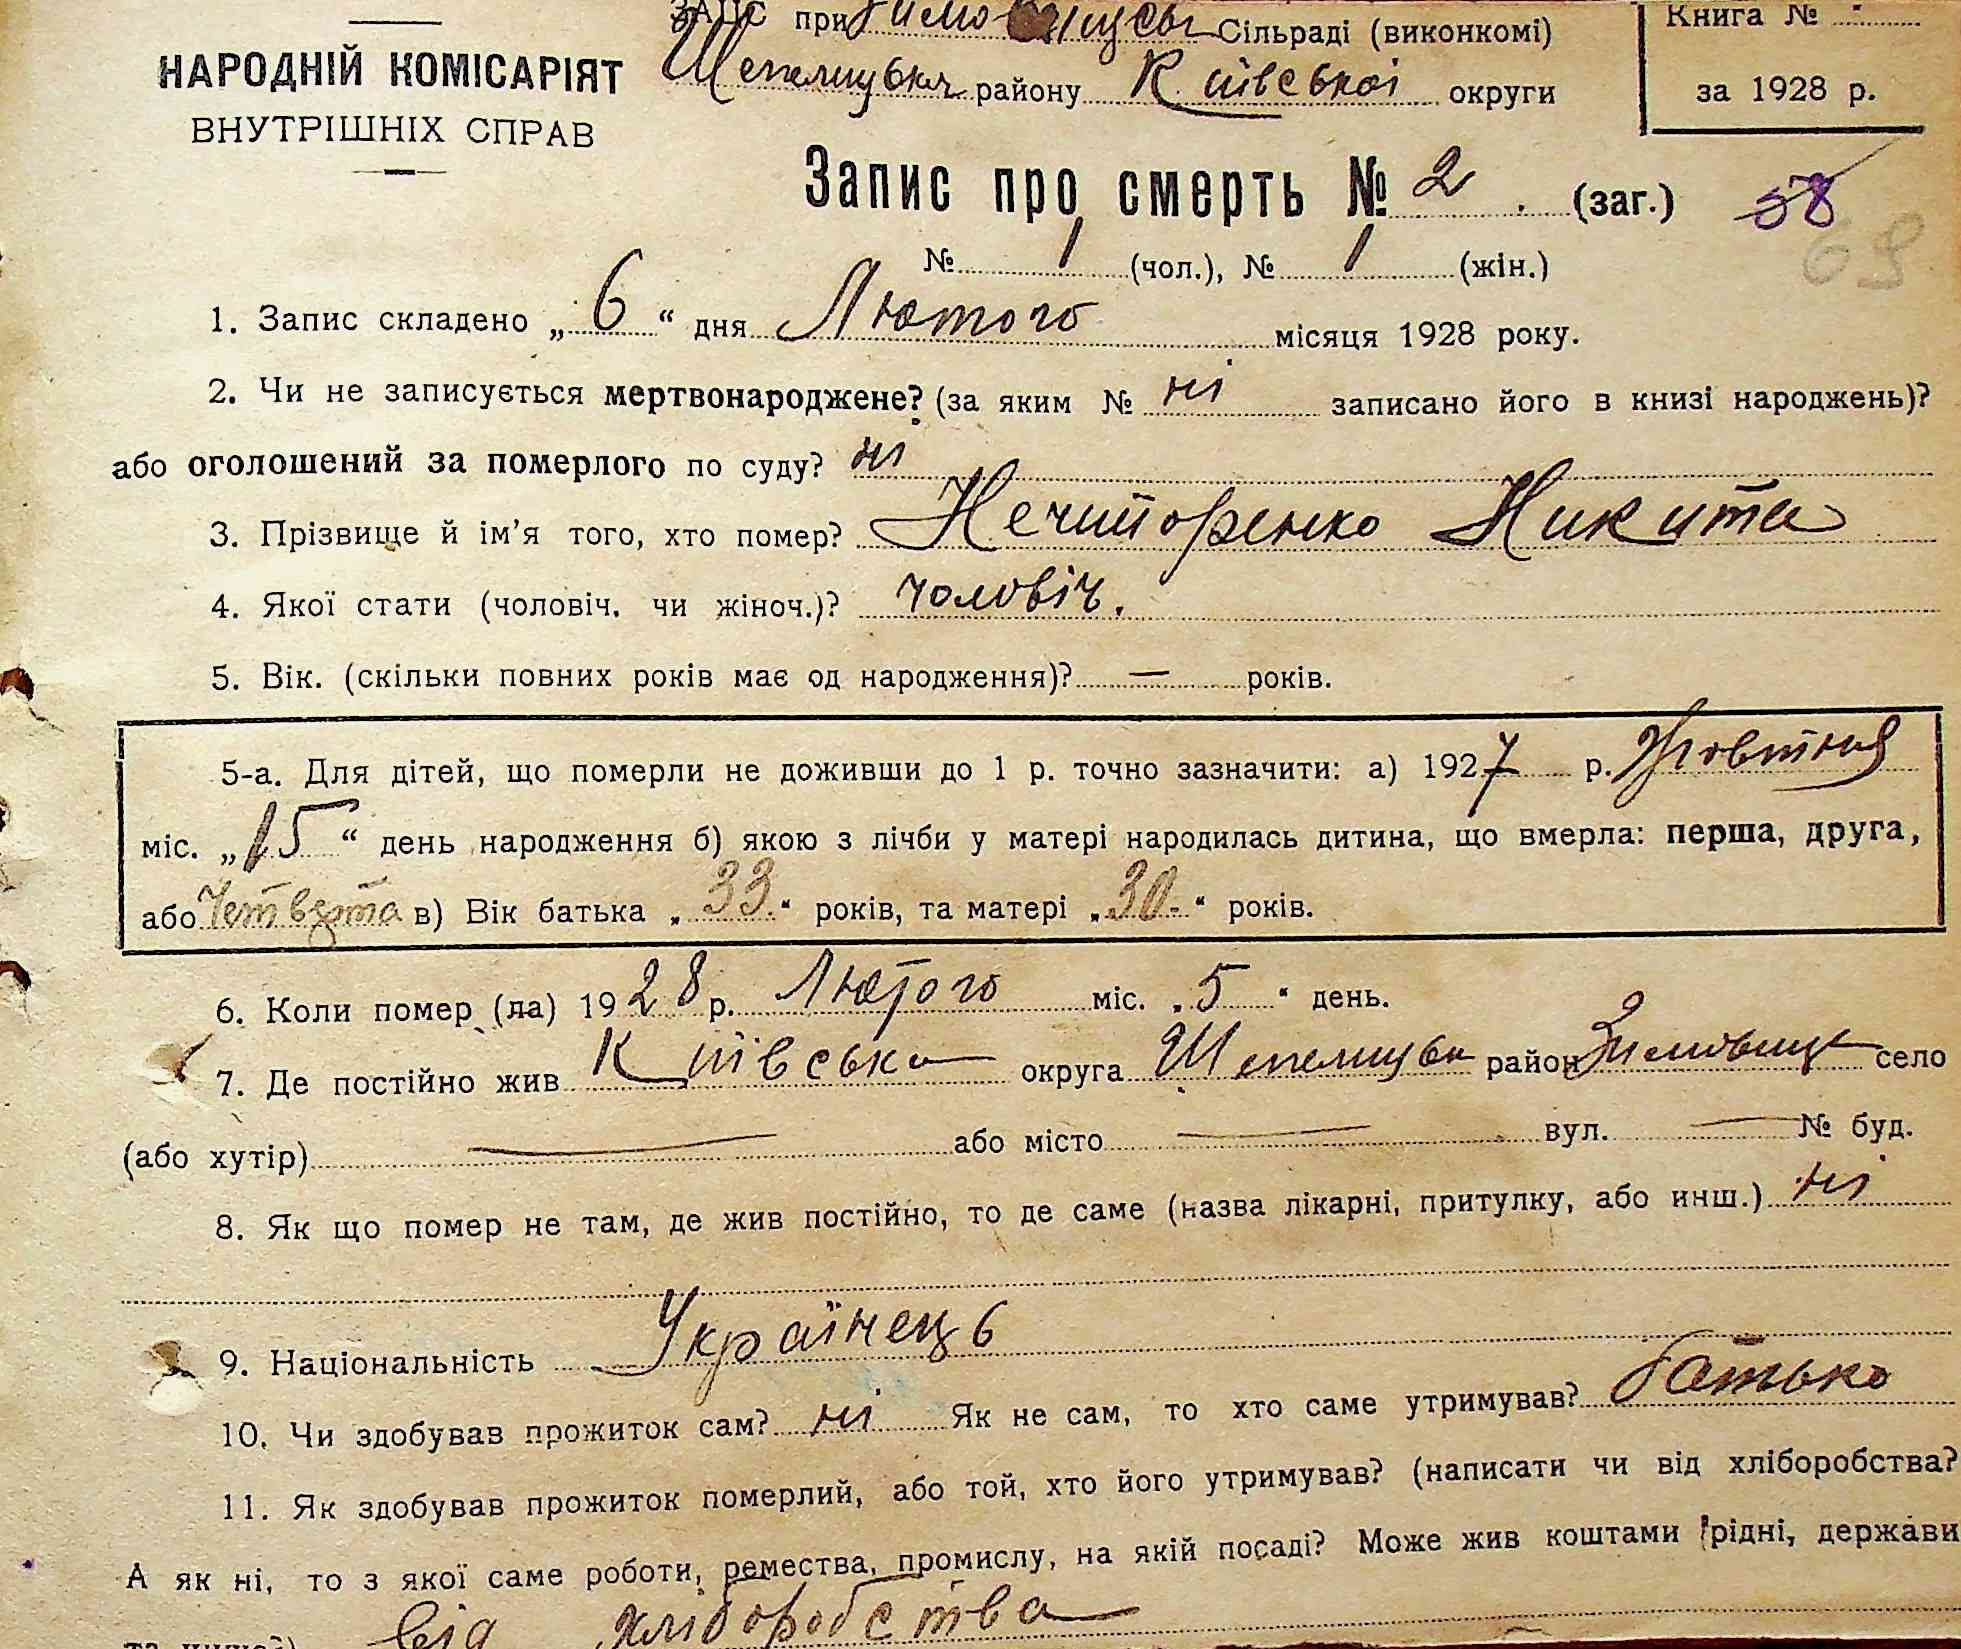 ЗАПС при Зимовищеськ Сільраді (виконкомі)
Книга №
НАРОДНІЙ КОМІСАРІЯТ
Шепелицькім району Київської округи
за 1928 р.
ВНУТРІШНІХ СПРАВ
Запис про смерть № 2. (заг.) 58
69
№ 1 (чол.), № 1 (жін.)
1. Запис складено „6“ дня Лютого місяця 1928 року.
2. Чи не записується мертвонароджене? (за яким № ні записано його в книзі народжень)?
або оголошений за померлого по суду? ні
3. Прізвище й ім'я того, хто помер? Нечипоренко Никита
4. Якої стати (чоловіч. чи жіноч.)? чоловіч.
5. Вік. (скільки повних років має од народження)? — років.
5-а. Для дітей, що померли не доживши до 1 р. точно зазначити: а) 1927 р. Жовтня
міс. „15“ день народження б) якою з лічби у матері народилась дитина, що вмерла: перша, друга,
або Четверта в) Вік батька „33“ років, та матері „30“ років.
6. Коли помер (ла) 1928 р. Лютого міс. „5“ день.
7. Де постійно жив Київська округа Шепелицьки район Зимовище село
(або хутір) — або місто — вул. — № буд.
8. Як що помер не там, де жив постійно, то де саме (назва лікарні, притулку, або инш.) ні
9. Національність Українець
10. Чи здобував прожиток сам? ні Як не сам, то хто саме утримував? батько
11. Як здобував прожиток померлий, або той, хто його утримував? (написати чи від хліборобства?
А як ні, то з якої саме роботи, ремества, промислу, на якій посаді? Може жив коштами рідні, держави
від хліборобства